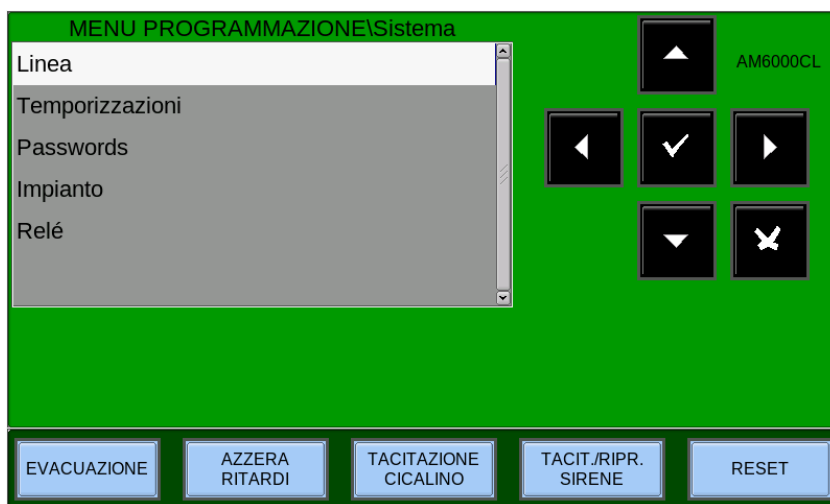 MENU PROGRAMMAZIONE\Sistema
Linea
Temporizzazioni
Passwords
Impianto
Relé
AM6000CL
EVACUAZIONE
AZZERA
RITARDI
TACITAZIONE
CICALINO
TACIT./RIPR.
SIRENE
RESET